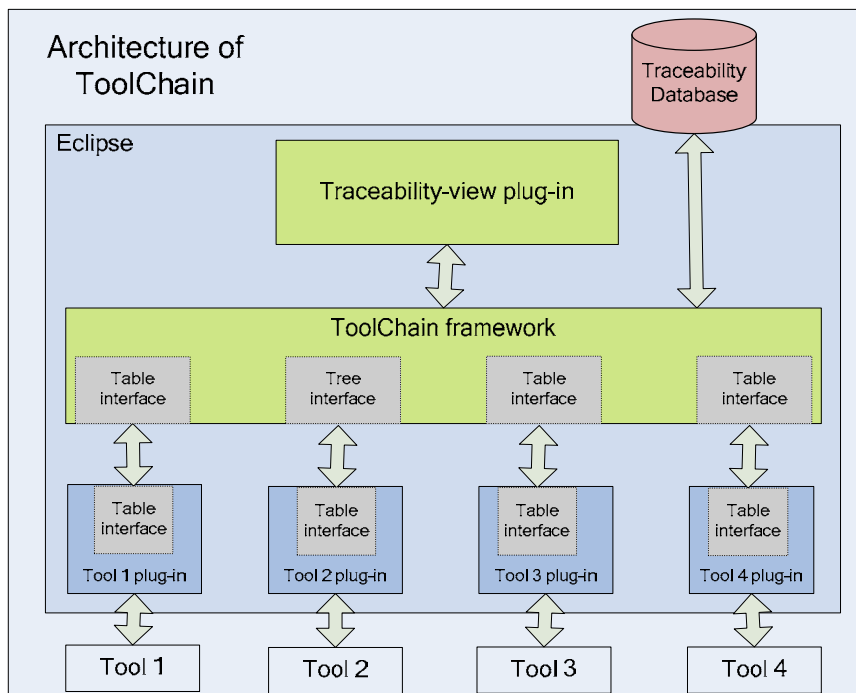 Architecture of
ToolChain
Traceability
Database
Eclipse
Traceability-view plug-in
ToolChain framework
Table
interface
Tree
interface
Table
interface
Table
interface
Table
interface
Tool 1 plug-in
Table
interface
Tool 2 plug-in
Table
interface
Tool 3 plug-in
Table
interface
Tool 4 plug-in
Tool 1
Tool 2
Tool 3
Tool 4